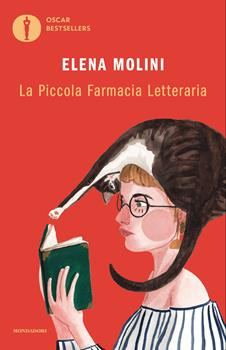 OSCAR
BESTSELLERS
ELENA MOLINI
La Piccola Farmacia Letteraria
MONDADORI